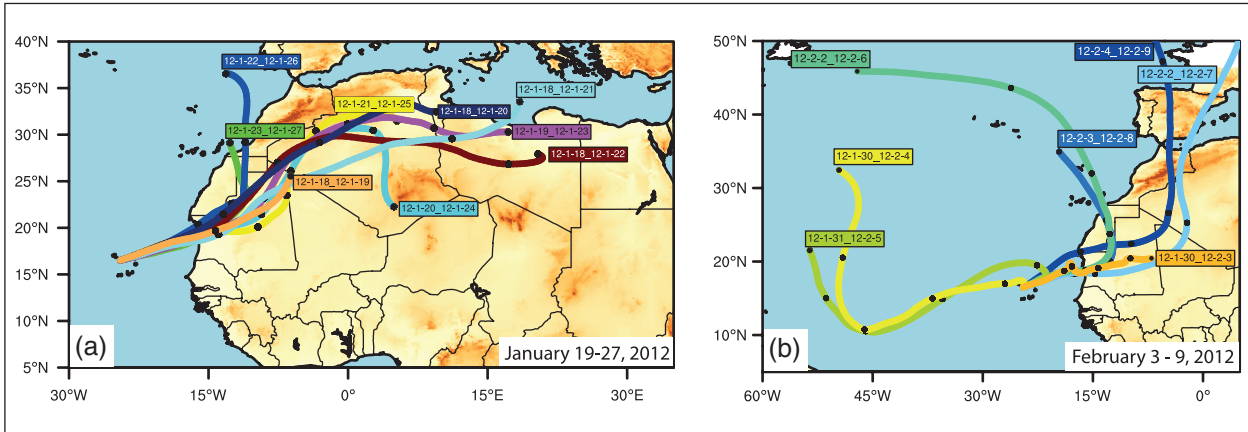 40°N
35°N
30°N
25°N
20°N
15°N
10°N
5°N
30°W
15°W
0°
15°E
30°E
12-1-22_12-1-26
12-1-18_12-1-21
12-1-21_12-1-25
12-1-18_12-1-20
12-1-23_12-1-27
12-1-19_12-1-23
12-1-18_12-1-22
12-1-18_12-1-19
12-1-20_12-1-24
(a)
January 19-27, 2012
50°N
40°N
30°N
20°N
10°N
60°W
45°W
30°W
15°W
0°
12-2-4_12-2-9
12-2-2_12-2-6
12-2-2_12-2-7
12-2-3_12-2-8
12-1-30_12-2-4
12-1-31_12-2-5
12-1-30_12-2-3
(b)
February 3 - 9, 2012